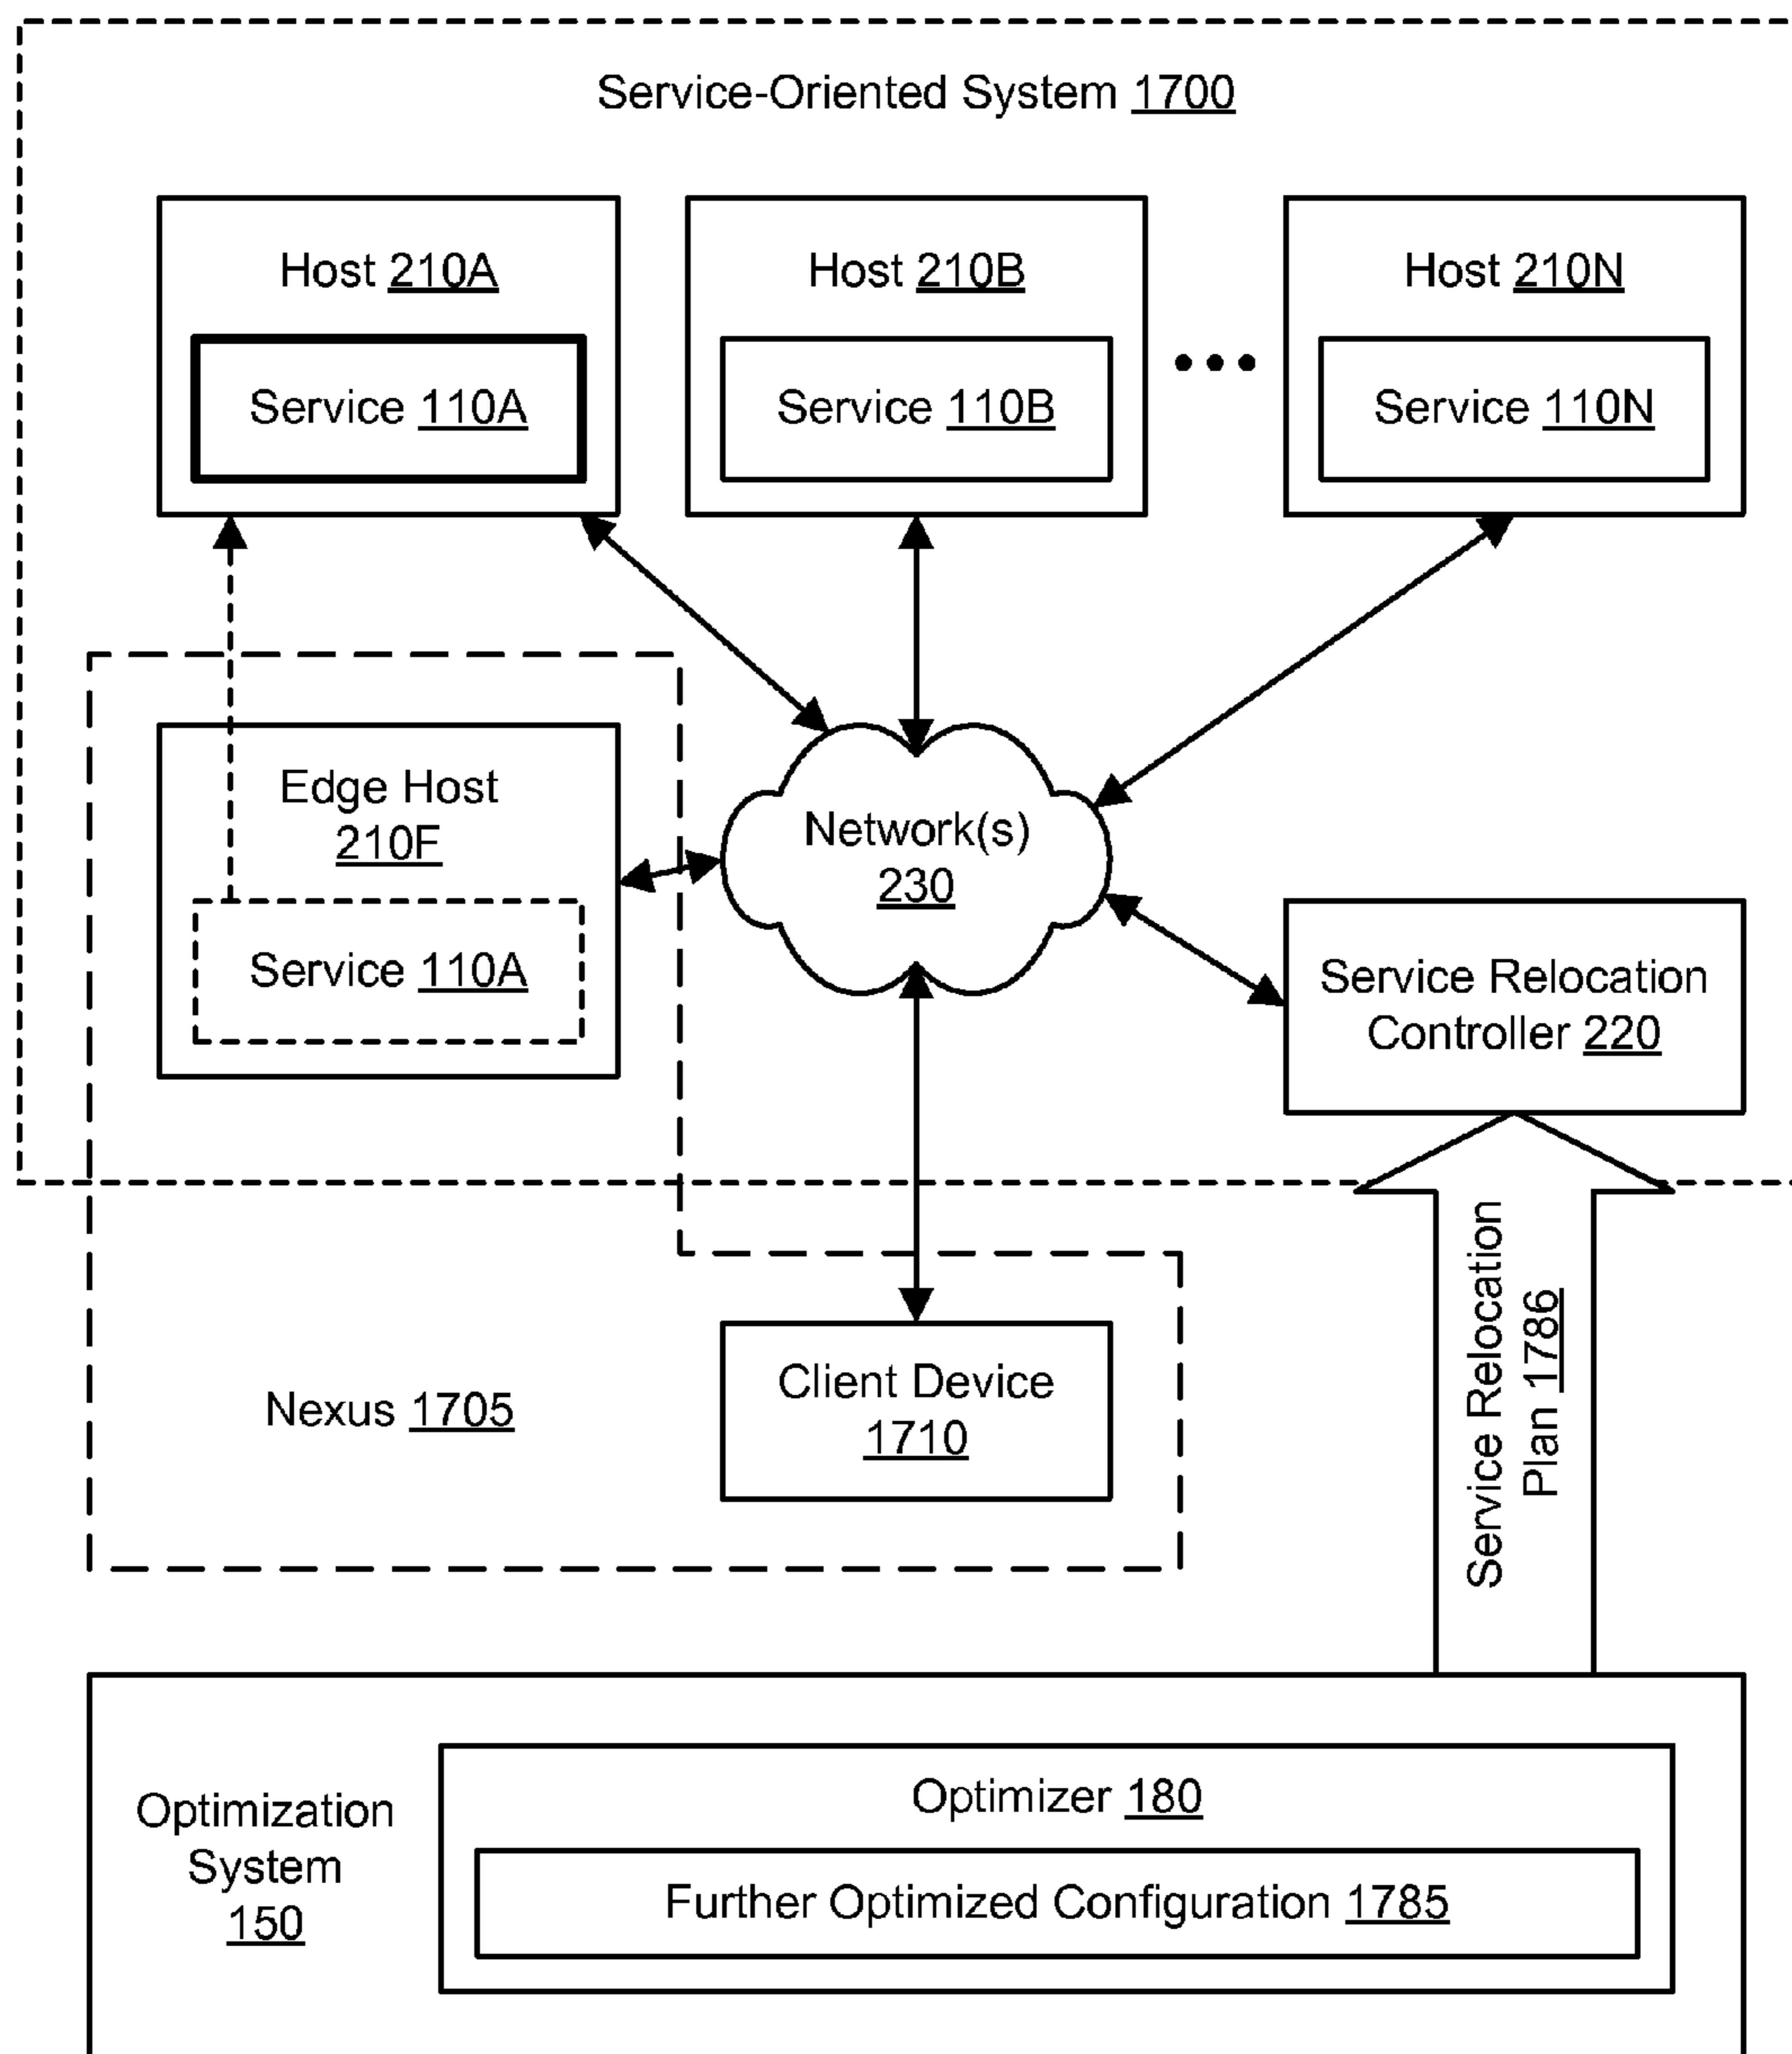 Service-Oriented System 1700
Host 210A
Host 210B
Host 210N
Service 110A
Service 110B
Service 110N
Edge Host
210F
Service 110A
Network(s)
230
Service Relocation
Controller 220
Service Relocation
Plan 1786
Nexus 1705
Client Device
1710
Optimization
System
150
Optimizer 180
Further Optimized Configuration 1785